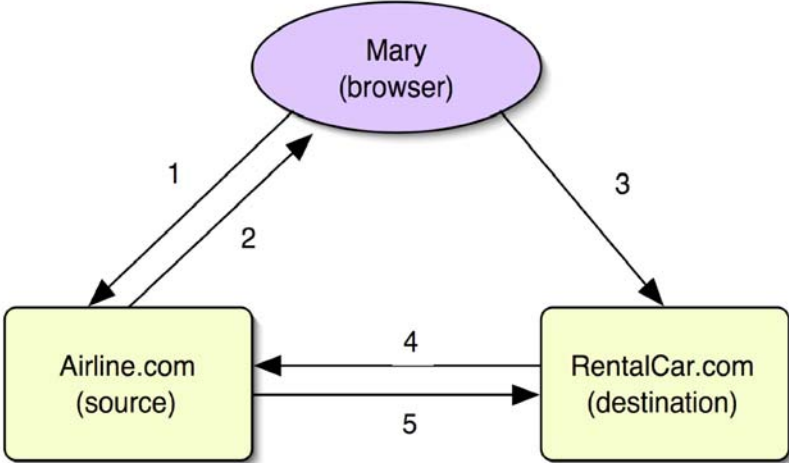 Mary
(browser)
1
3
2
Airline.com
(source)
4
5
RentalCar.com
(destination)